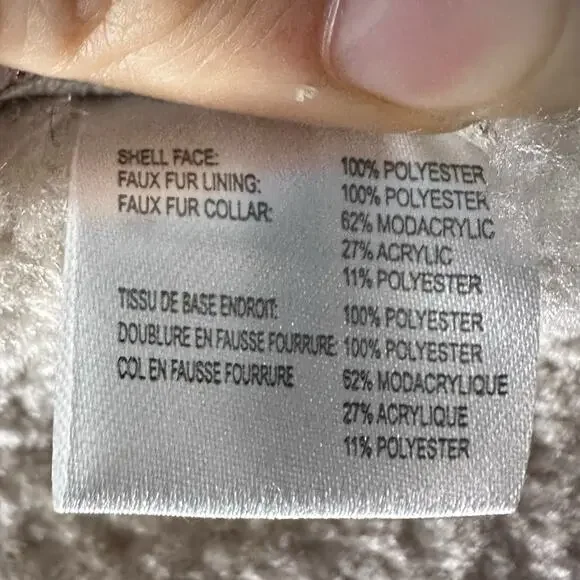 SHELL FACE: 100% POLYESTER
FAUX FUR LINING: 100% POLYESTER
FAUX FUR COLLAR: 62% MODACRYLIC
27% ACRYLIC
11% POLYESTER
TISSU DE BASE ENDROIT: 100% POLYESTER
DOUBLURE EN FAUSSE FOURRURE: 100% POLYESTER
COL EN FAUSSE FOURRURE 62% MODACRYLIQUE
27% ACRYLIQUE
11% POLYESTER